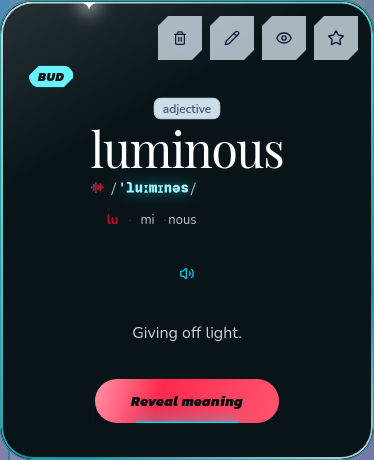 BUD
adjective
luminous
/ˈluːmɪnəs/
lu · mi · nous
Giving off light.
Reveal meaning